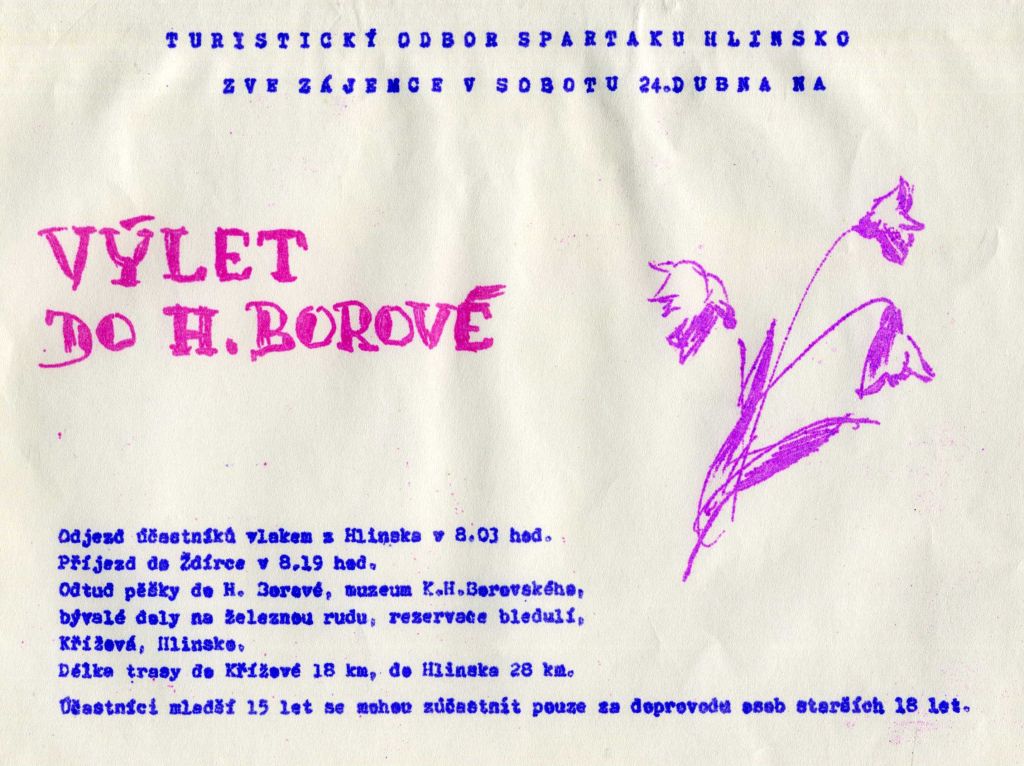 TURISTICKÝ ODBOR SPARTAKU HLINSKO
ZVE ZÁJEMCE V SOBOTU 24.DUBNA NA
VÝLET
DO H. BOROVÉ
Odjezd účastníků vlakem z Hlinska v 8.03 hod.
Příjezd do Ždírce v 8.19 hod.
Odtud pěšky do H. Borové, muzeum K.H.Borovského,
bývalé doly na železnou rudu, rezervace bledulí,
Křížová, Hlinsko.
Délka trasy do Křížové 18 km, do Hlinska 28 km.
Účastníci mladší 15 let se mohou zúčastnit pouze za doprovodu osob starších 18 let.